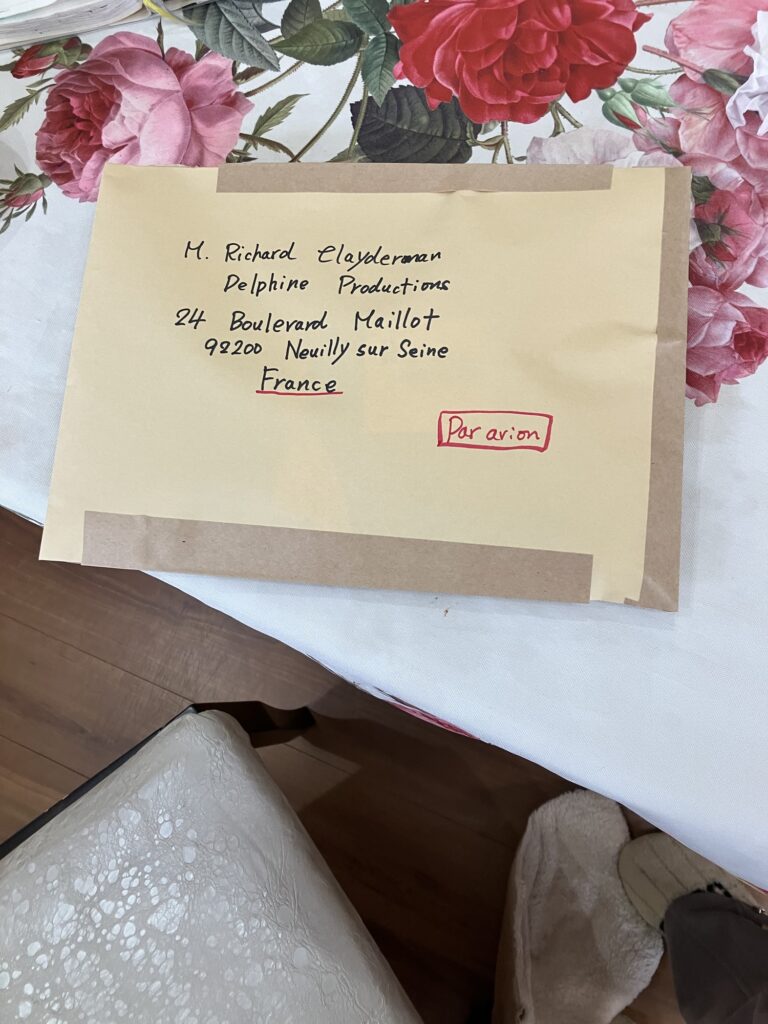 M. Richard Clayderman
Delphine Productions
24 Boulevard Maillot
92200 Neuilly sur Seine
France
Par avion